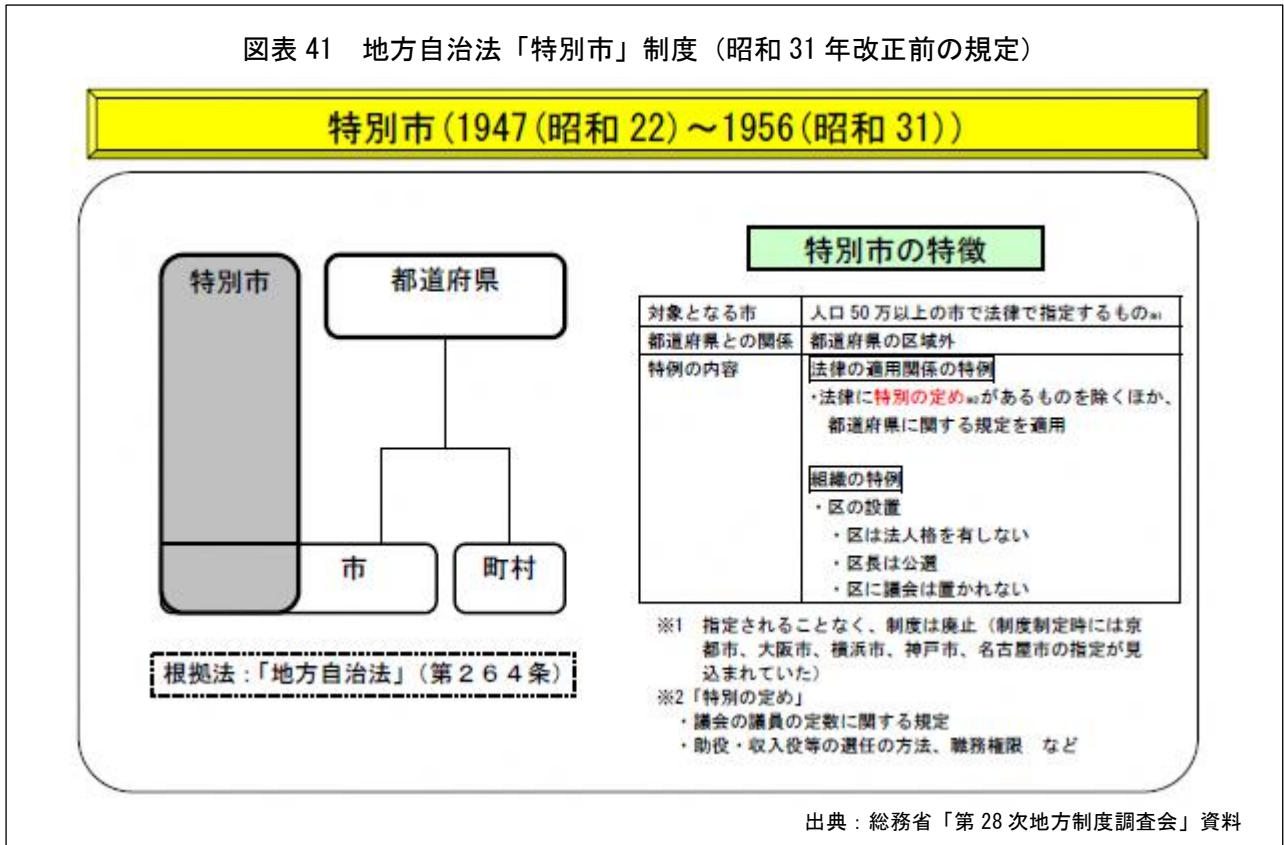 図表 41　地方自治法「特別市」制度（昭和 31 年改正前の規定）
特別市(1947(昭和 22)～1956(昭和 31))
特別市
都道府県
市
町村
根拠法：「地方自治法」（第２６４条）
特別市の特徴
対象となる市　人口 50 万以上の市で法律で指定するもの※1
都道府県との関係　都道府県の区域外
特例の内容　法律の適用関係の特例
・法律に特別の定め※2があるものを除くほか、
都道府県に関する規定を適用
組織の特例
・区の設置
・区は法人格を有しない
・区長は公選
・区に議会は置かれない
※1　指定されることなく、制度は廃止（制度制定時には京
都市、大阪市、横浜市、神戸市、名古屋市の指定が見
込まれていた）
※2「特別の定め」
・議会の議員の定数に関する規定
・助役・収入役等の選任の方法、職務権限　など
出典：総務省「第 28 次地方制度調査会」資料